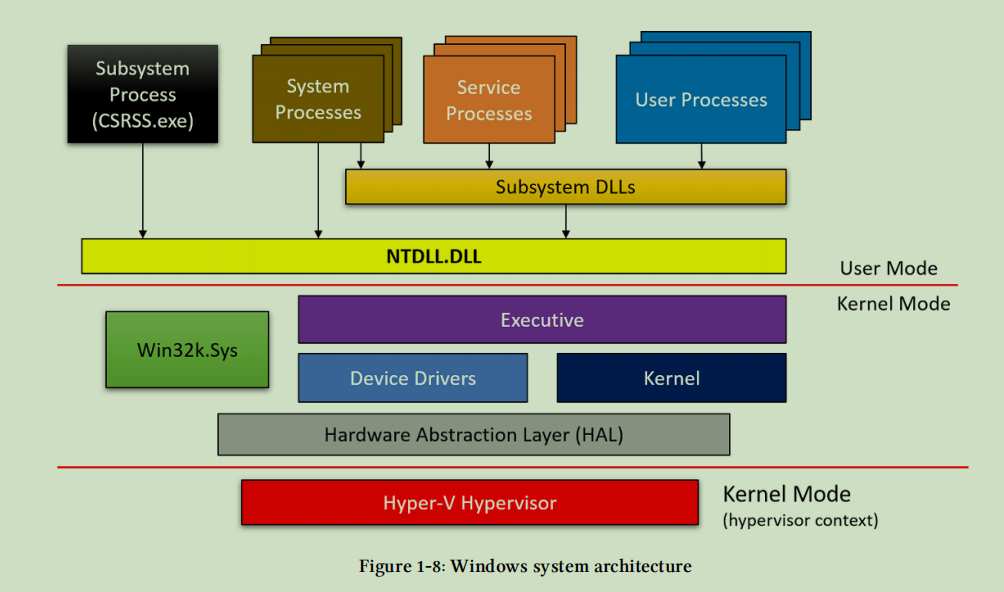 Subsystem
Process
(CSRSS.exe)
System
Processes
Service
Processes
User Processes
Subsystem DLLs
NTDLL.DLL
User Mode
Kernel Mode
Executive
Win32k.Sys
Device Drivers
Kernel
Hardware Abstraction Layer (HAL)
Hyper-V Hypervisor
Kernel Mode
(hypervisor context)
Figure 1-8: Windows system architecture